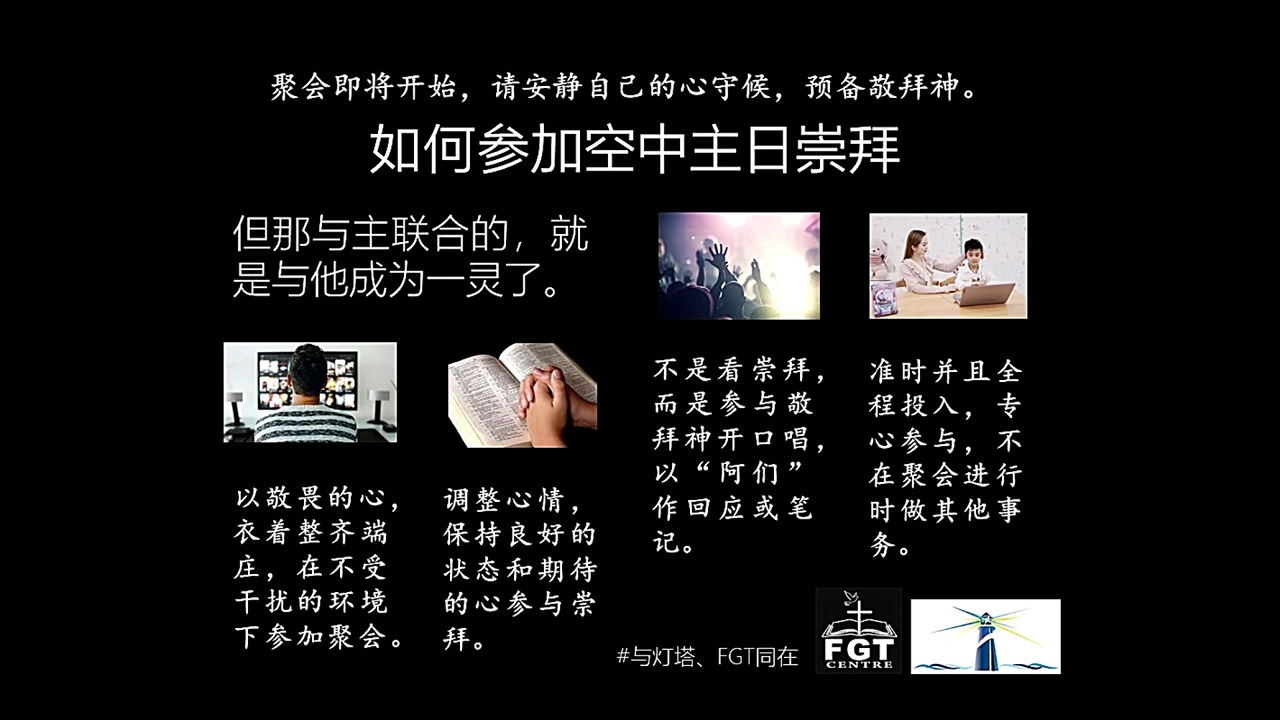 聚会即将开始，请安静自己的心守候，预备敬拜神。
如何参加空中主日崇拜
但那与主联合的，就
是与他成为一灵了。
以敬畏的心，
衣着整齐端
庄，在不受
干扰的环境
下参加聚会。
调整心情，
保持良好的
状态和期待
的心参与崇
拜。
不是看崇拜，
而是参与敬
拜神开口唱，
以“阿们”
作回应或笔
记。
准时并且全
程投入，专
心参与，不
在聚会进行
时做其他事
务。
#与灯塔、FGT同在
FGT
CENTRE